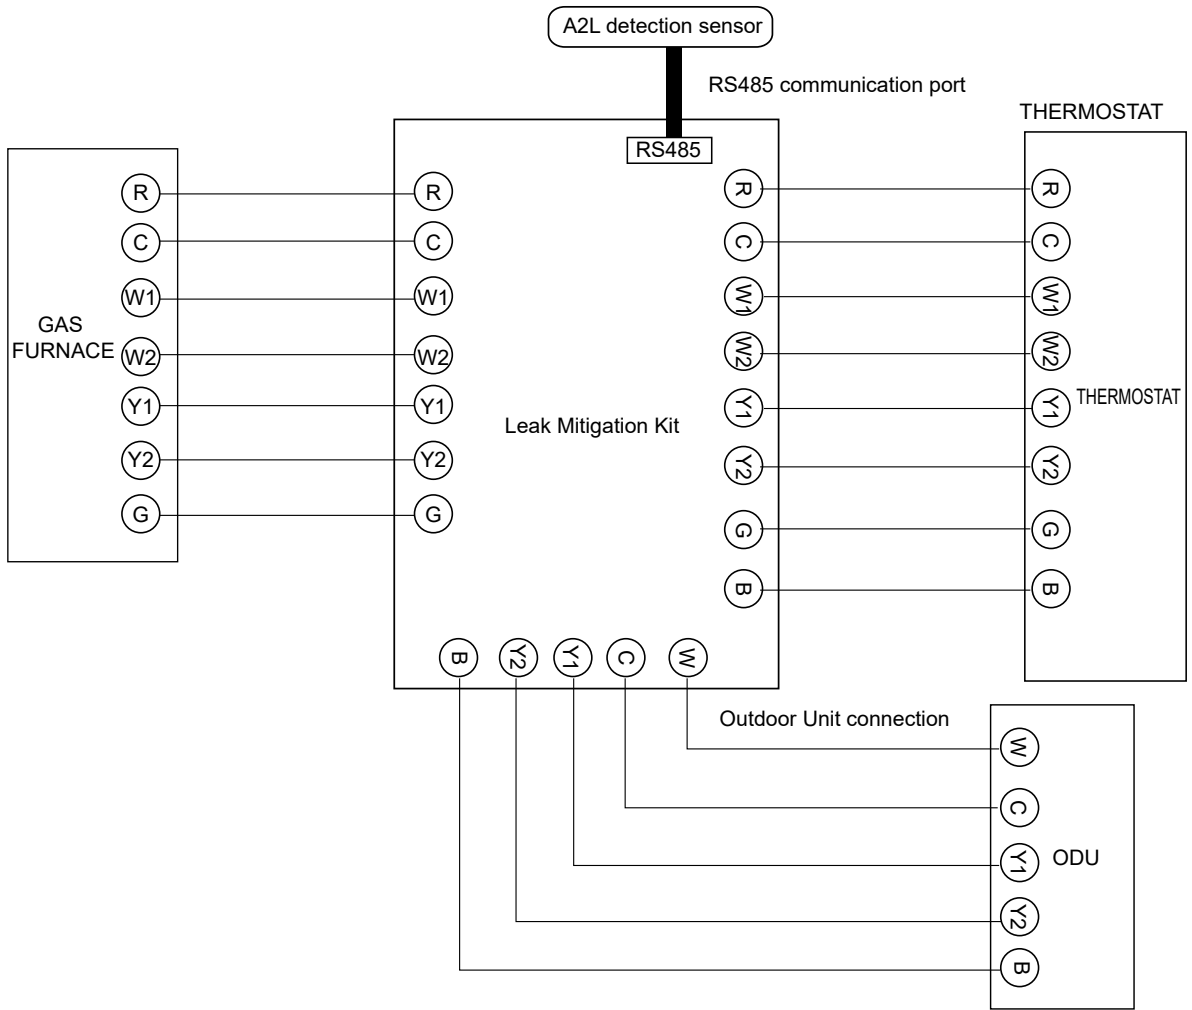 A2L detection sensor
RS485 communication port
THERMOSTAT
RS485
R
C
W1
W2
Y1
Y2
G
GAS
FURNACE
R
C
W1
W2
Y1
Y2
G
Leak Mitigation Kit
R
C
W1
W2
Y1
Y2
G
B
R
C
W1
W2
Y1
Y2
G
B
THERMOSTAT
B
Y2
Y1
C
W
Outdoor Unit connection
W
C
Y1
Y2
B
ODU